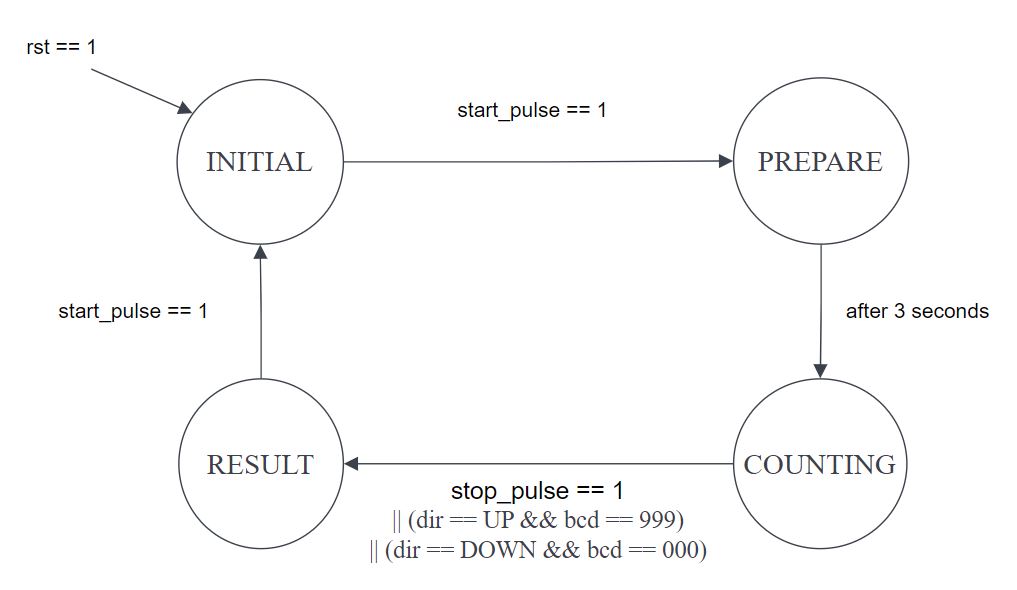 rst == 1
start_pulse == 1
INITIAL
PREPARE
start_pulse == 1
after 3 seconds
RESULT
COUNTING
stop_pulse == 1
|| (dir == UP && bcd == 999)
|| (dir == DOWN && bcd == 000)